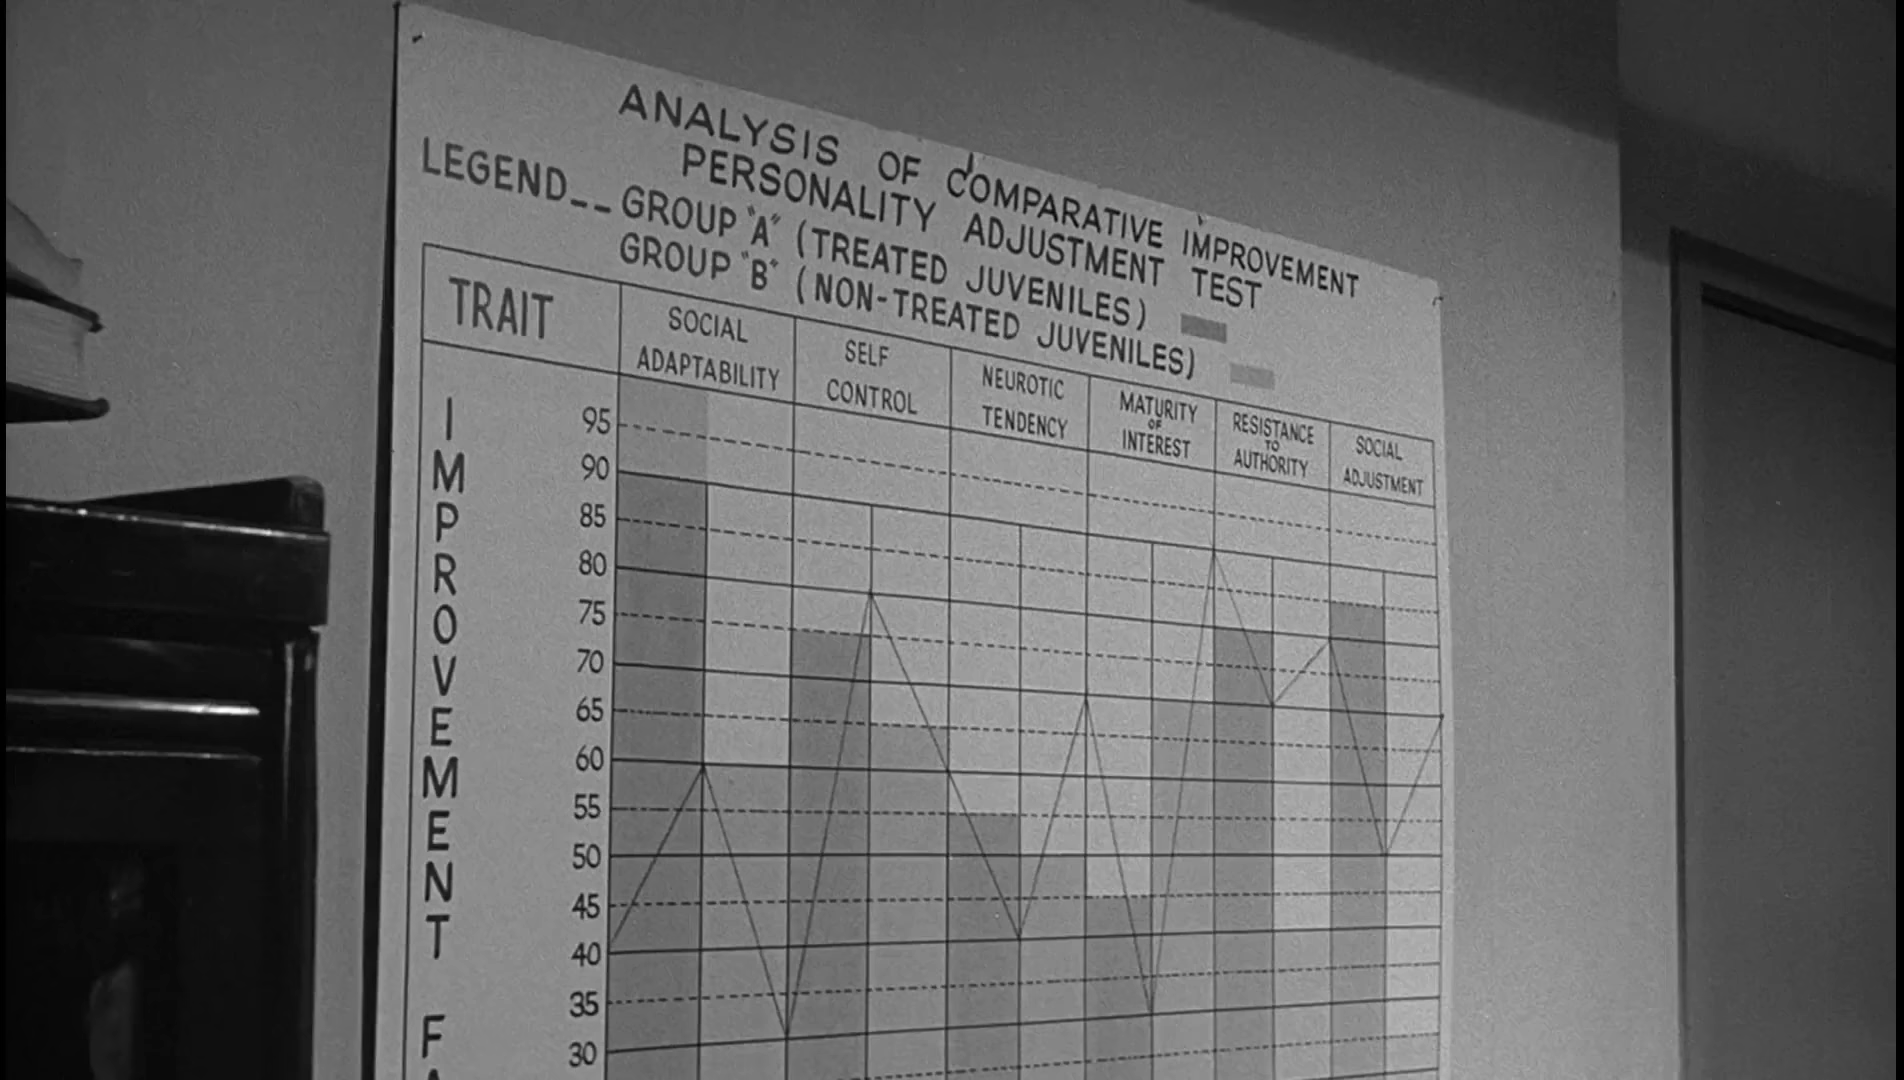 ANALYSIS OF COMPARATIVE IMPROVEMENT
PERSONALITY ADJUSTMENT TEST
LEGEND__GROUP "A" (TREATED JUVENILES)
GROUP "B" (NON-TREATED JUVENILES)
TRAIT
SOCIAL
ADAPTABILITY
SELF
CONTROL
NEUROTIC
TENDENCY
MATURITY
OF
INTEREST
RESISTANCE
TO
AUTHORITY
SOCIAL
ADJUSTMENT
IMPROVEMENT
95
90
85
80
75
70
65
60
55
50
45
40
35
30